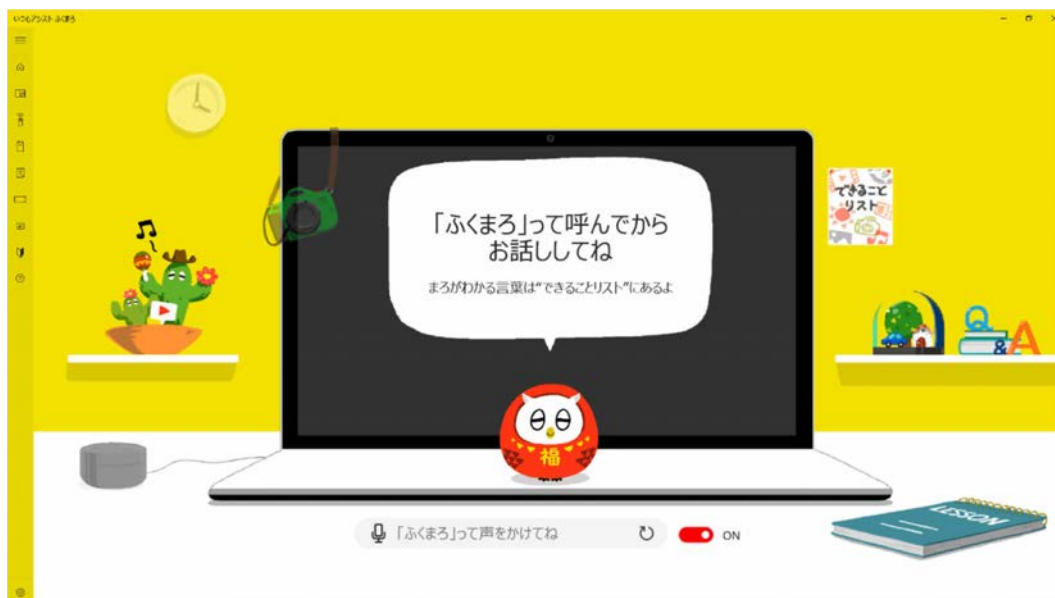 いつもアシスト ふくまろ
「ふくまろ」って呼んでから
お話ししてね
まろがわかる言葉は"できることリスト"にあるよ
できること
リスト
Q
&A
福
LESSON
「ふくまろ」って声をかけてね
ON